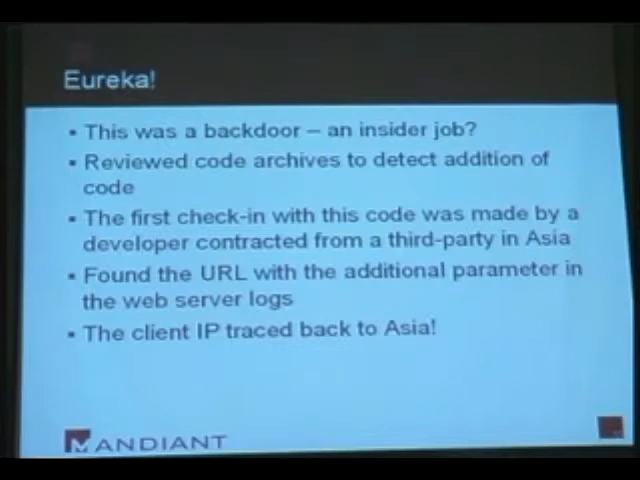 Eureka!
▪ This was a backdoor – an insider job?
▪ Reviewed code archives to detect addition of
code
▪ The first check-in with this code was made by a
developer contracted from a third-party in Asia
▪ Found the URL with the additional parameter in
the web server logs
▪ The client IP traced back to Asia!
MANDIANT